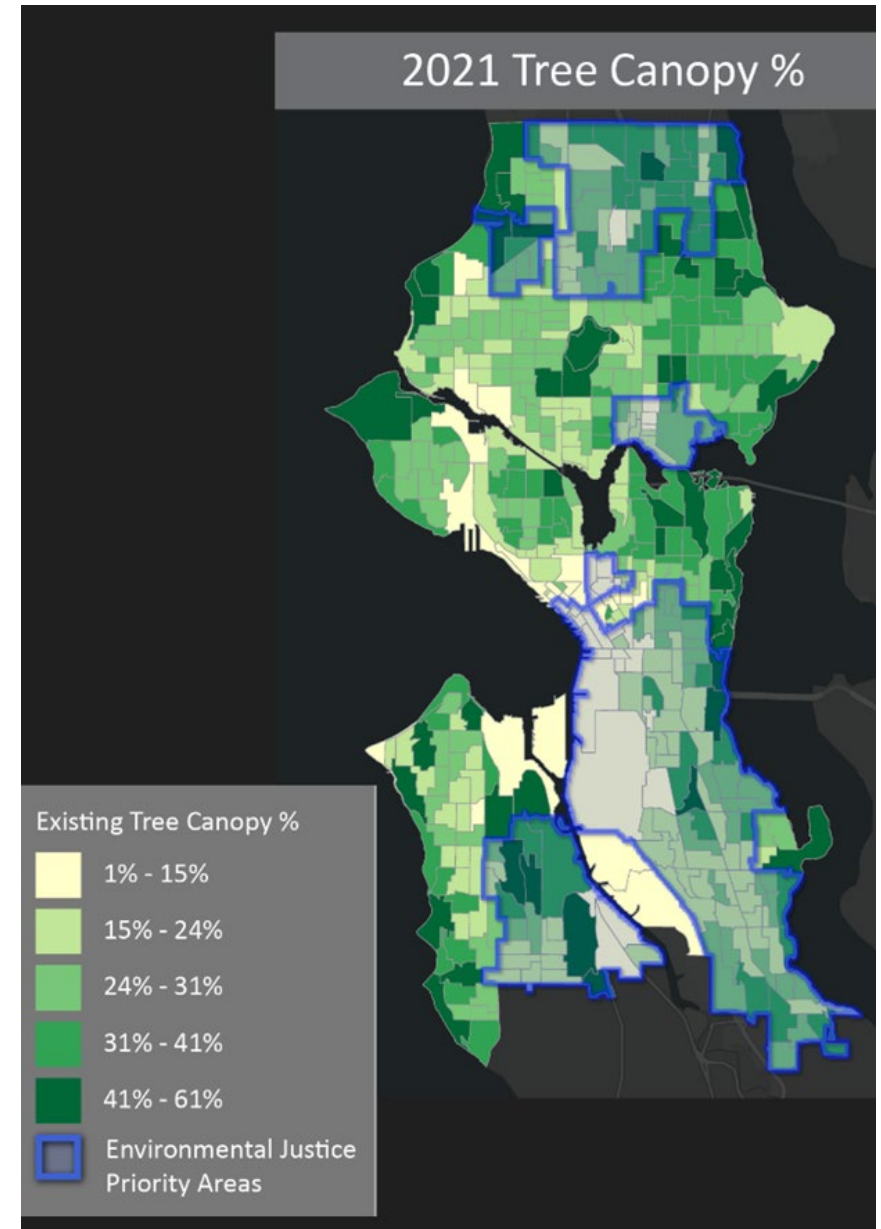 2021 Tree Canopy %
Existing Tree Canopy %
1% - 15%
15% - 24%
24% - 31%
31% - 41%
41% - 61%
Environmental Justice
Priority Areas